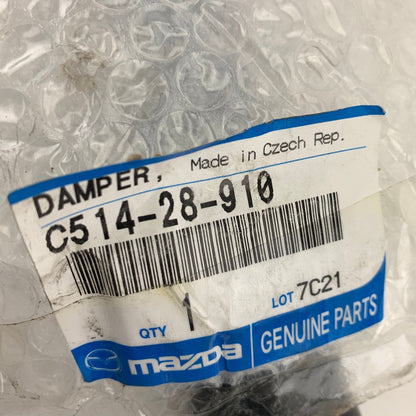 DAMPER, Made in Czech Rep.
C514-28-910
QTY 1 LOT 7C21
mazda GENUINE PARTS